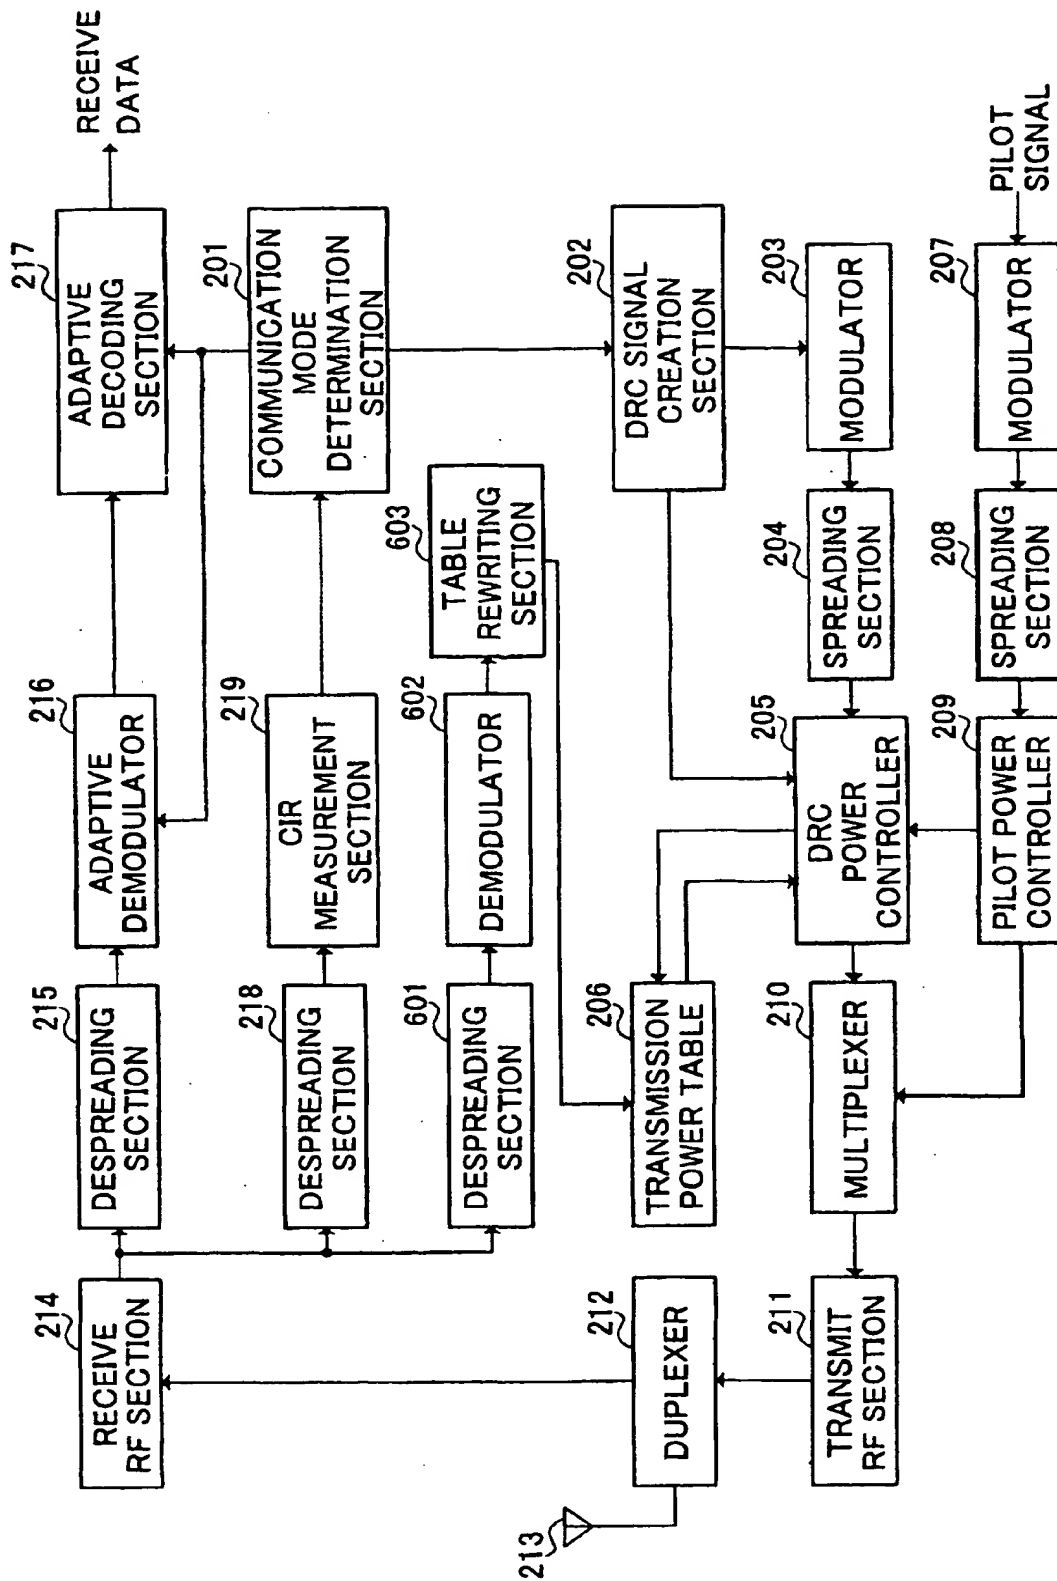 214
RECEIVE
RF SECTION
215
DESPREADING
SECTION
216
ADAPTIVE
DEMODULATOR
217
ADAPTIVE
DECODING
SECTION
RECEIVE
DATA
218
DESPREADING
SECTION
219
CIR
MEASUREMENT
SECTION
201
COMMUNICATION
MODE
DETERMINATION
SECTION
601
DESPREADING
SECTION
602
DEMODULATOR
603
TABLE
REWRITING
SECTION
213
212
DUPLEXER
206
TRANSMISSION
POWER TABLE
202
DRC SIGNAL
CREATION
SECTION
211
TRANSMIT
RF SECTION
210
MULTIPLEXER
205
DRC
POWER
CONTROLLER
204
SPREADING
SECTION
203
MODULATOR
209
PILOT POWER
CONTROLLER
208
SPREADING
SECTION
207
MODULATOR
PILOT
SIGNAL